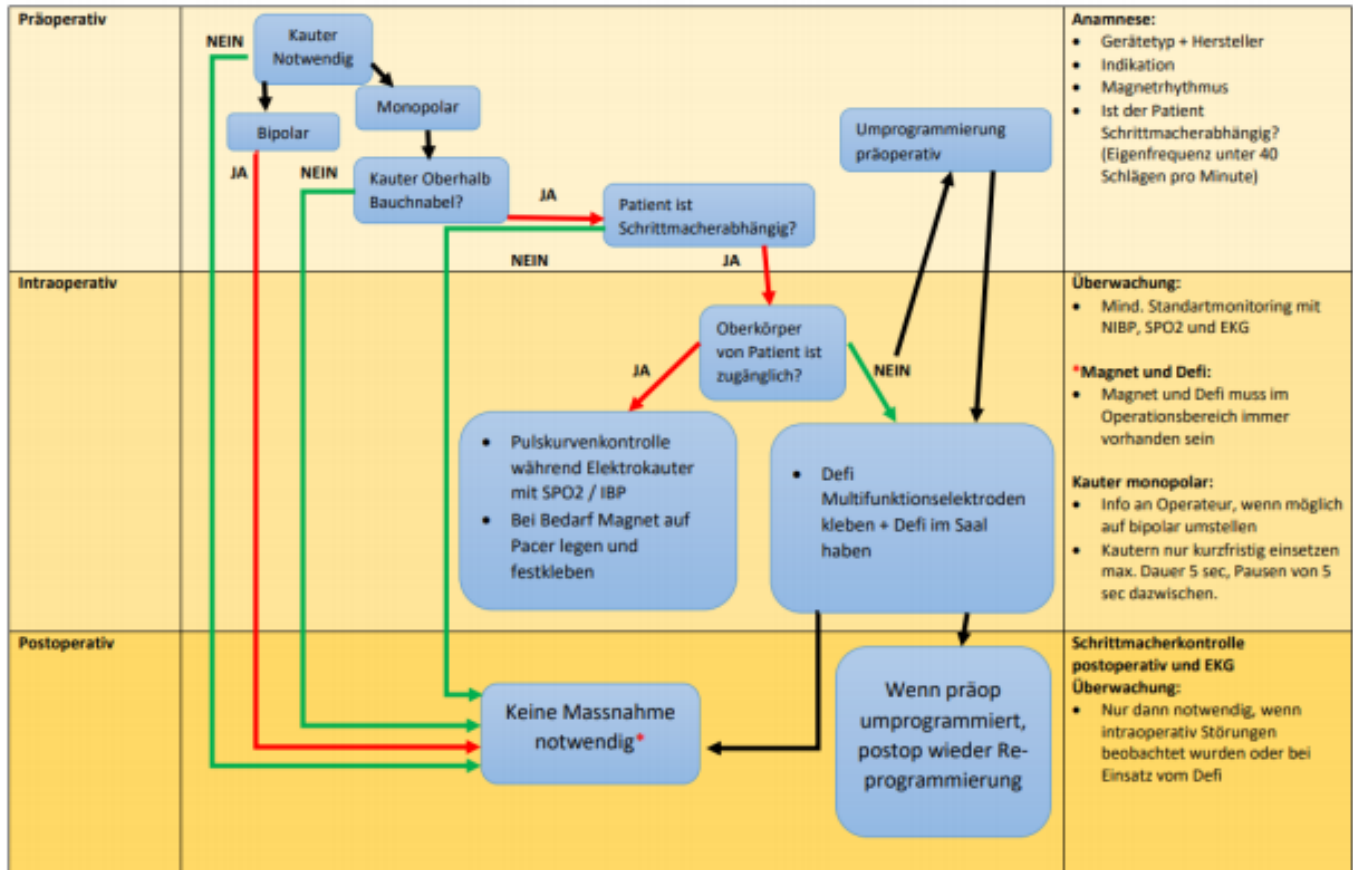 Präoperativ
NEIN
Kauter
Notwendig
Monopolar
Bipolar
JA
NEIN
Kauter Oberhalb
Bauchnabel?
JA
Patient ist
Schrittmacherabhängig?
NEIN
JA
Umprogrammierung
präoperativ
Anamnese:
• Gerätetyp + Hersteller
• Indikation
• Magnetrhythmus
• Ist der Patient
Schrittmacherabhängig?
(Eigenfrequenz unter 40
Schlägen pro Minute)
Intraoperativ
Oberkörper
von Patient ist
zugänglich?
JA
NEIN
• Pulskurvenkontrolle
während Elektrokauter
mit SPO2 / IBP
• Bei Bedarf Magnet auf
Pacer legen und
festkleben
• Defi
Multifunktionselektroden
kleben + Defi im Saal
haben
Überwachung:
• Mind. Standartmonitoring mit
NIBP, SPO2 und EKG
*Magnet und Defi:
• Magnet und Defi muss im
Operationsbereich immer
vorhanden sein
Kauter monopolar:
• Info an Operateur, wenn möglich
auf bipolar umstellen
• Kautern nur kurzfristig einsetzen
max. Dauer 5 sec, Pausen von 5
sec dazwischen.
Postoperativ
Keine Massnahme
notwendig*
Wenn präop
umprogrammiert,
postop wieder Re-
programmierung
Schrittmacherkontrolle
postoperativ und EKG
Überwachung:
• Nur dann notwendig, wenn
intraoperativ Störungen
beobachtet wurden oder bei
Einsatz vom Defi